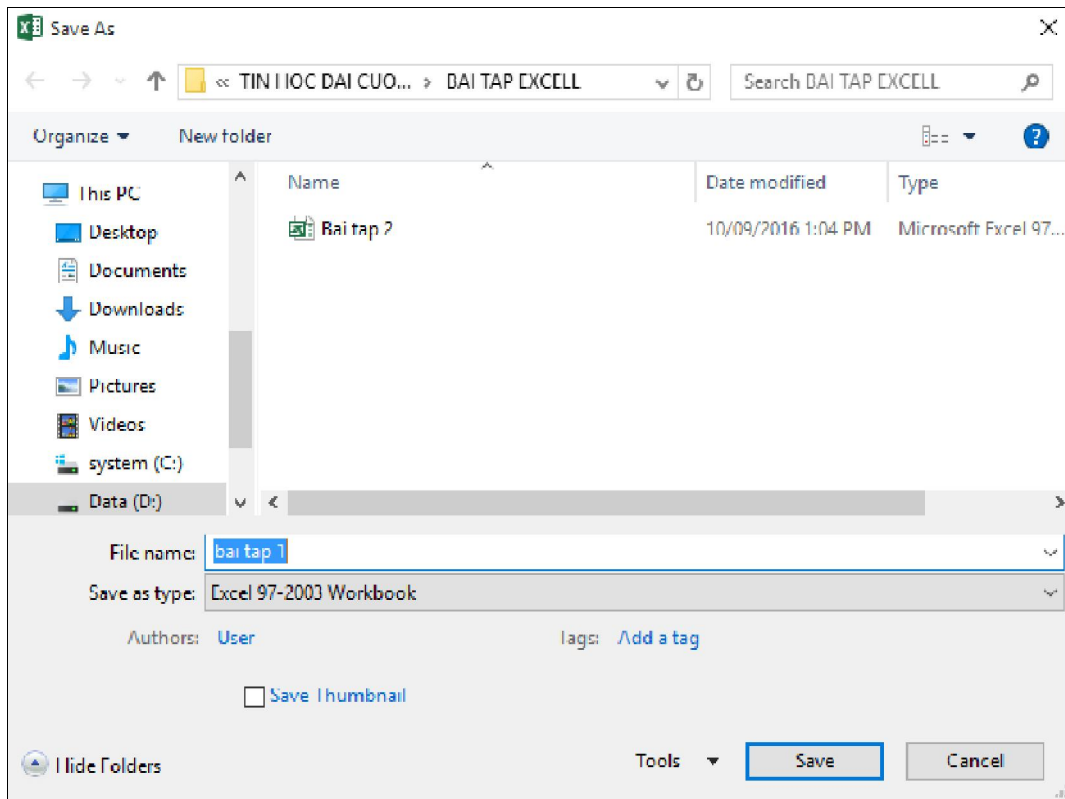 Save As
« TIN HOC DAI CUO... › BAI TAP EXCELL
Search BAI TAP EXCELL
Organize New folder
?
This PC
Desktop
Documents
Downloads
Music
Pictures
Videos
system (C:)
Data (D:)
Name Date modified Type
Bai tap 2 10/09/2016 1:04 PM Microsoft Excel 97...
File name: bai tap 1
Save as type: Excel 97-2003 Workbook
Authors: User Tags: Add a tag
Save Thumbnail
Hide Folders Tools Save Cancel